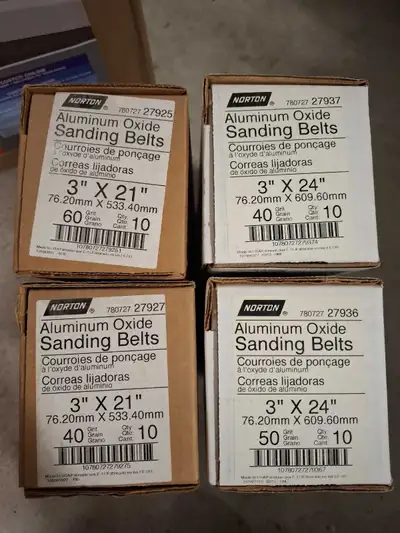 NORTON
780727 27925
Aluminum Oxide
Sanding Belts
Courroies de ponçage
à l'oxyde d'aluminum
Correas lijadoras
de óxido de aluminio
3" X 21"
76.20mm X 533.40mm
60 Grit Grain Grano Qty. Qté. Cant. 10
NORTON
780727 27937
Aluminum Oxide
Sanding Belts
Courroies de ponçage
à l'oxyde d'aluminum
Correas lijadoras
de óxido de aluminio
3" X 24"
76.20mm X 609.60mm
40 Grit Grain Grano Qty. Qté. Cant. 10
NORTON
780727 27927
Aluminum Oxide
Sanding Belts
Courroies de ponçage
à l'oxyde d'aluminum
Correas lijadoras
de óxido de aluminio
3" X 21"
76.20mm X 533.40mm
40 Grit Grain Grano Qty. Qté. Cant. 10
10780727279275
NORTON
780727 27936
Aluminum Oxide
Sanding Belts
Courroies de ponçage
à l'oxyde d'aluminum
Correas lijadoras
de óxido de aluminio
3" X 24"
76.20mm X 609.60mm
50 Grit Grain Grano Qty. Qté. Cant. 10